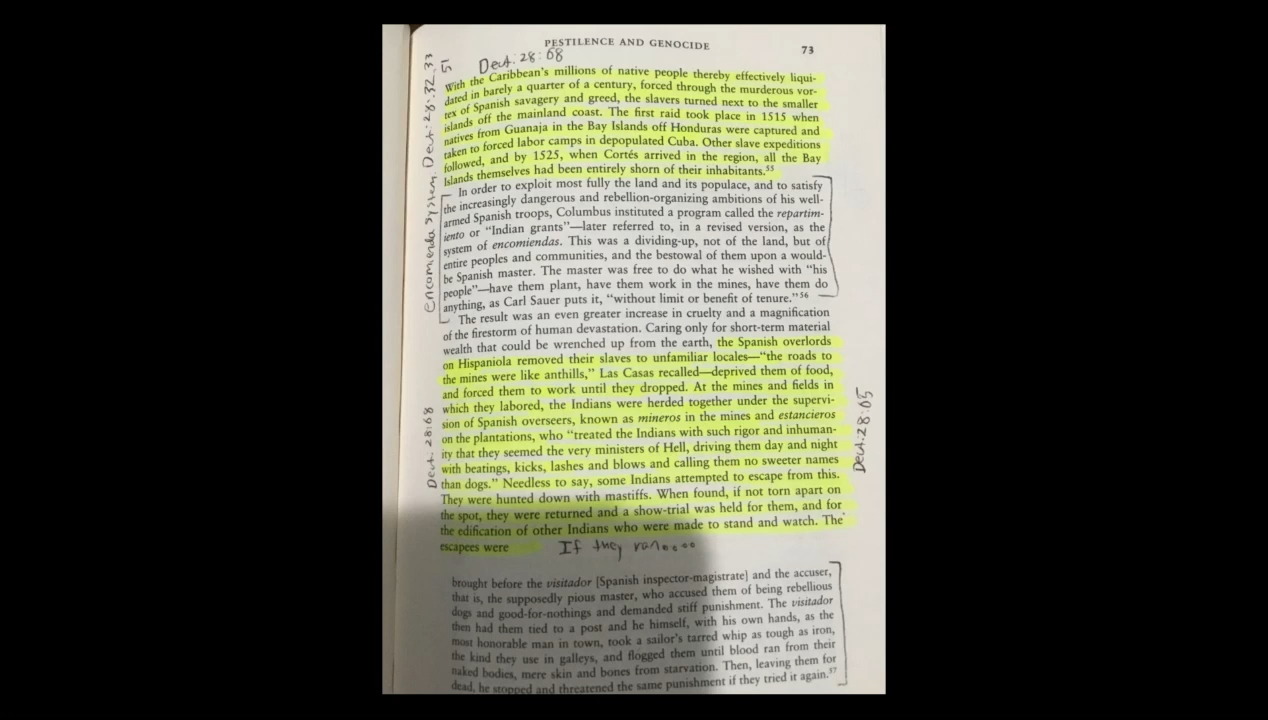 PESTILENCE AND GENOCIDE 73
Deut: 28:68
With the Caribbean's millions of native people thereby effectively liqui-
dated in barely a quarter of a century, forced through the murderous vor-
tex of Spanish savagery and greed, the slavers turned next to the smaller
islands off the mainland coast. The first raid took place in 1515 when
natives from Guanaja in the Bay Islands off Honduras were captured and
taken to forced labor camps in depopulated Cuba. Other slave expeditions
followed, and by 1525, when Cortés arrived in the region, all the Bay
Islands themselves had been entirely shorn of their inhabitants.⁵⁵
In order to exploit most fully the land and its populace, and to satisfy
the increasingly dangerous and rebellion-organizing ambitions of his well-
armed Spanish troops, Columbus instituted a program called the repartim-
iento or "Indian grants"—later referred to, in a revised version, as the
system of encomiendas. This was a dividing-up, not of the land, but of
entire peoples and communities, and the bestowal of them upon a would-
be Spanish master. The master was free to do what he wished with "his
people"—have them plant, have them work in the mines, have them do
anything, as Carl Sauer puts it, "without limit or benefit of tenure."⁵⁶
The result was an even greater increase in cruelty and a magnification
of the firestorm of human devastation. Caring only for short-term material
wealth that could be wrenched up from the earth, the Spanish overlords
on Hispaniola removed their slaves to unfamiliar locales—"the roads to
the mines were like anthills," Las Casas recalled—deprived them of food,
and forced them to work until they dropped. At the mines and fields in
which they labored, the Indians were herded together under the supervi-
sion of Spanish overseers, known as mineros in the mines and estancieros
on the plantations, who "treated the Indians with such rigor and inhuman-
ity that they seemed the very ministers of Hell, driving them day and night
with beatings, kicks, lashes and blows and calling them no sweeter names
than dogs." Needless to say, some Indians attempted to escape from this.
They were hunted down with mastiffs. When found, if not torn apart on
the spot, they were returned and a show-trial was held for them, and for
the edification of other Indians who were made to stand and watch. The
escapees were
If they ran....
brought before the visitador [Spanish inspector-magistrate] and the accuser,
that is, the supposedly pious master, who accused them of being rebellious
dogs and good-for-nothings and demanded stiff punishment. The visitador
then had them tied to a post and he himself, with his own hands, as the
most honorable man in town, took a sailor's tarred whip as tough as iron,
the kind they use in galleys, and flogged them until blood ran from their
naked bodies, mere skin and bones from starvation. Then, leaving them for
dead, he stopped and threatened the same punishment if they tried it again.⁵⁷
encomienda system. Deut: 28:32,33
Deut. 28:68
Deut:28:65